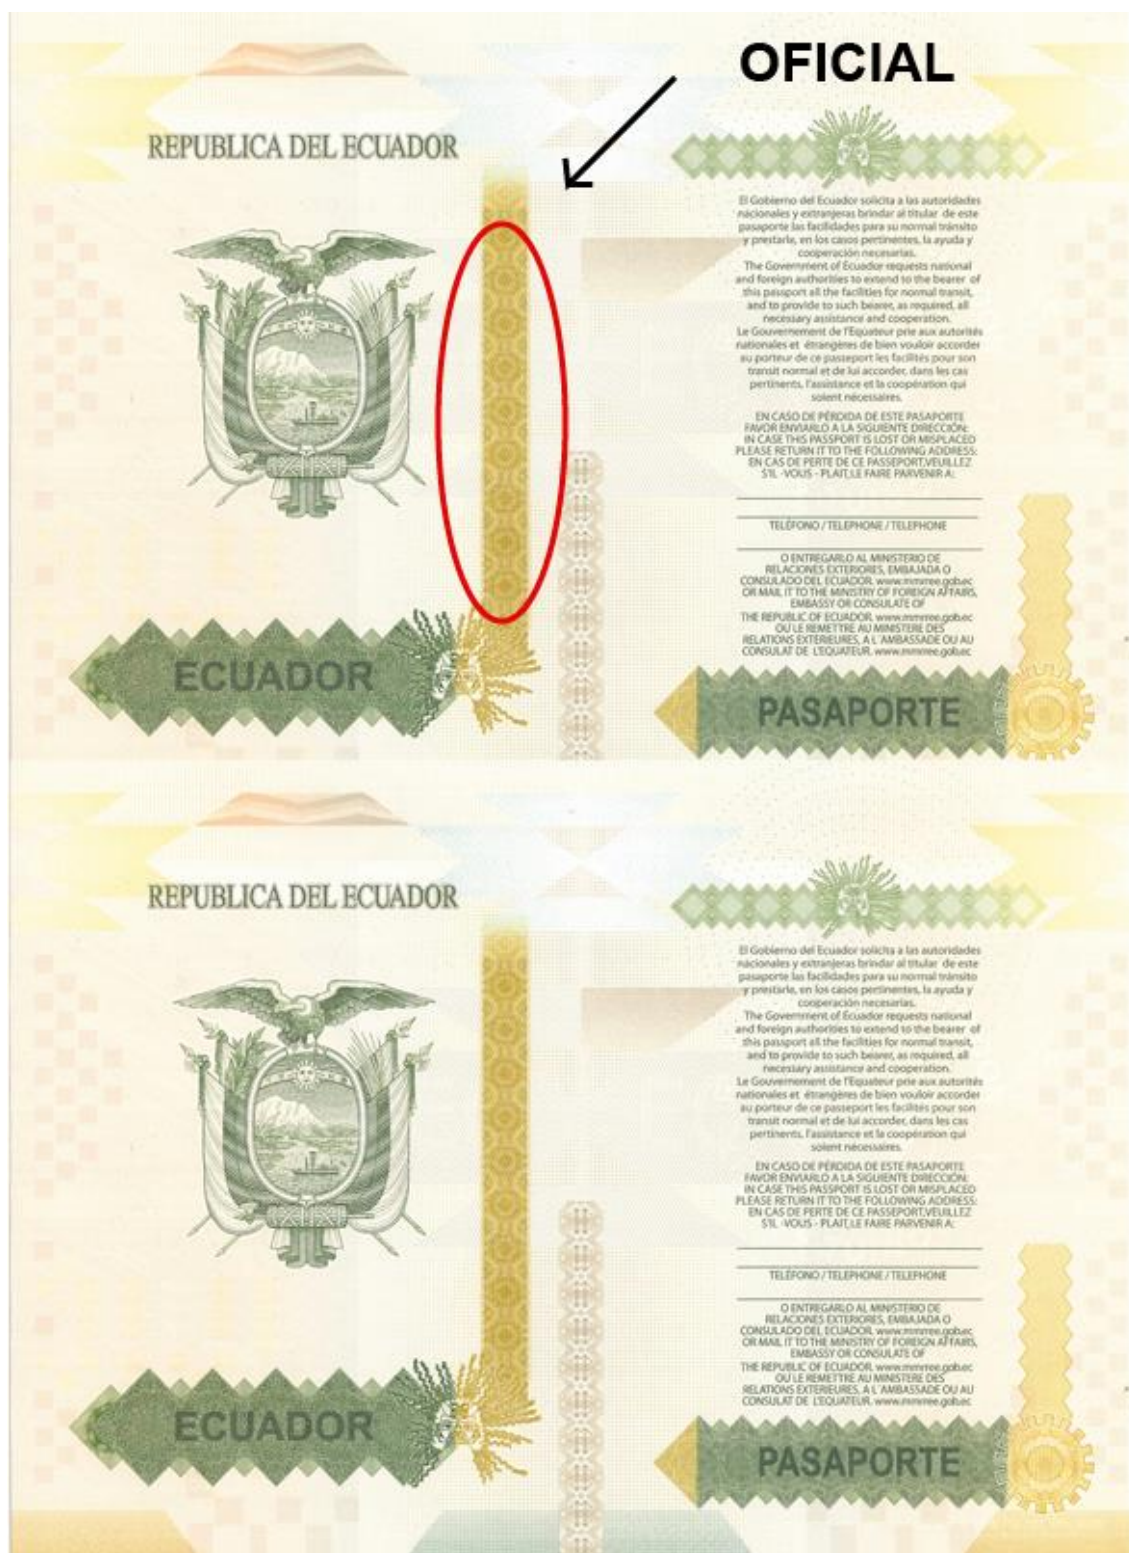 OFICIAL
REPUBLICA DEL ECUADOR
El Gobierno del Ecuador solicita a las autoridades
nacionales y extranjeras brindar al titular de este
pasaporte las facilidades para su normal tránsito
y prestarle, en los casos pertinentes, la ayuda y
cooperación necesarias.
The Government of Ecuador requests national
and foreign authorities to extend to the bearer of
this passport all the facilities for normal transit,
and to provide to such bearer, as required, all
necessary assistance and cooperation.
Le Gouvernement de l'Equateur prie aux autorités
nationales et étrangères de bien vouloir accorder
au porteur de ce passeport les facilités pour son
transit normal et de lui accorder, dans les cas
pertinents, l'assistance et la coopération qui
soient nécessaires.
EN CASO DE PÉRDIDA DE ESTE PASAPORTE
FAVOR ENVIARLO A LA SIGUIENTE DIRECCIÓN:
IN CASE THIS PASSPORT IS LOST OR MISPLACED
PLEASE RETURN IT TO THE FOLLOWING ADDRESS:
EN CAS DE PERTE DE CE PASSEPORT,VEUILLEZ
S'IL -VOUS - PLAIT,LE FAIRE PARVENIR A:
TELÉFONO / TELEPHONE / TELEPHONE
O ENTREGARLO AL MINISTERIO DE
RELACIONES EXTERIORES, EMBAJADA O
CONSULADO DEL ECUADOR. www.mmrree.gob.ec
OR MAIL IT TO THE MINISTRY OF FOREIGN AFFAIRS,
EMBASSY OR CONSULATE OF
THE REPUBLIC OF ECUADOR. www.mmrree.gob.ec
OU LE REMETTRE AU MINISTERE DES
RELATIONS EXTERIEURES, A L ´AMBASSADE OU AU
CONSULAT DE L'EQUATEUR. www.mmrree.gob.ec
ECUADOR
PASAPORTE
REPUBLICA DEL ECUADOR
El Gobierno del Ecuador solicita a las autoridades
nacionales y extranjeras brindar al titular de este
pasaporte las facilidades para su normal tránsito
y prestarle, en los casos pertinentes, la ayuda y
cooperación necesarias.
The Government of Ecuador requests national
and foreign authorities to extend to the bearer of
this passport all the facilities for normal transit,
and to provide to such bearer, as required, all
necessary assistance and cooperation.
Le Gouvernement de l'Equateur prie aux autorités
nationales et étrangères de bien vouloir accorder
au porteur de ce passeport les facilités pour son
transit normal et de lui accorder, dans les cas
pertinents, l'assistance et la coopération qui
soient nécessaires.
EN CASO DE PÉRDIDA DE ESTE PASAPORTE
FAVOR ENVIARLO A LA SIGUIENTE DIRECCIÓN:
IN CASE THIS PASSPORT IS LOST OR MISPLACED
PLEASE RETURN IT TO THE FOLLOWING ADDRESS:
EN CAS DE PERTE DE CE PASSEPORT,VEUILLEZ
S'IL -VOUS - PLAIT,LE FAIRE PARVENIR A:
TELÉFONO / TELEPHONE / TELEPHONE
O ENTREGARLO AL MINISTERIO DE
RELACIONES EXTERIORES, EMBAJADA O
CONSULADO DEL ECUADOR. www.mmrree.gob.ec
OR MAIL IT TO THE MINISTRY OF FOREIGN AFFAIRS,
EMBASSY OR CONSULATE OF
THE REPUBLIC OF ECUADOR. www.mmrree.gob.ec
OU LE REMETTRE AU MINISTERE DES
RELATIONS EXTERIEURES, A L ´AMBASSADE OU AU
CONSULAT DE L'EQUATEUR. www.mmrree.gob.ec
ECUADOR
PASAPORTE